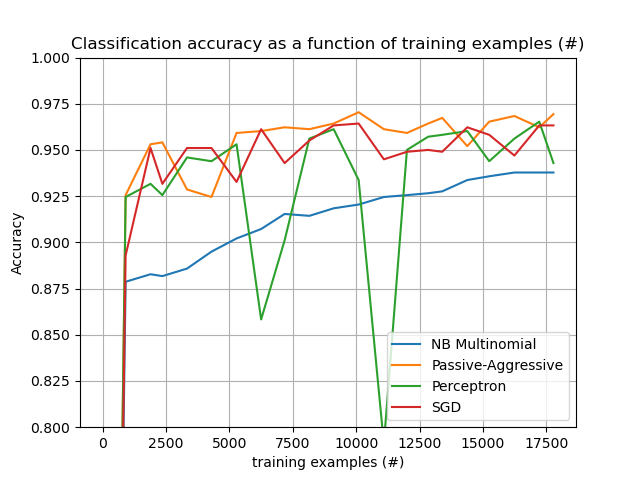 Classification accuracy as a function of training examples (#)
1.000
0.975
0.950
0.925
0.900
0.875
0.850
0.825
0.800
Accuracy
NB Multinomial
Passive-Aggressive
Perceptron
SGD
0 2500 5000 7500 10000 12500 15000 17500
training examples (#)